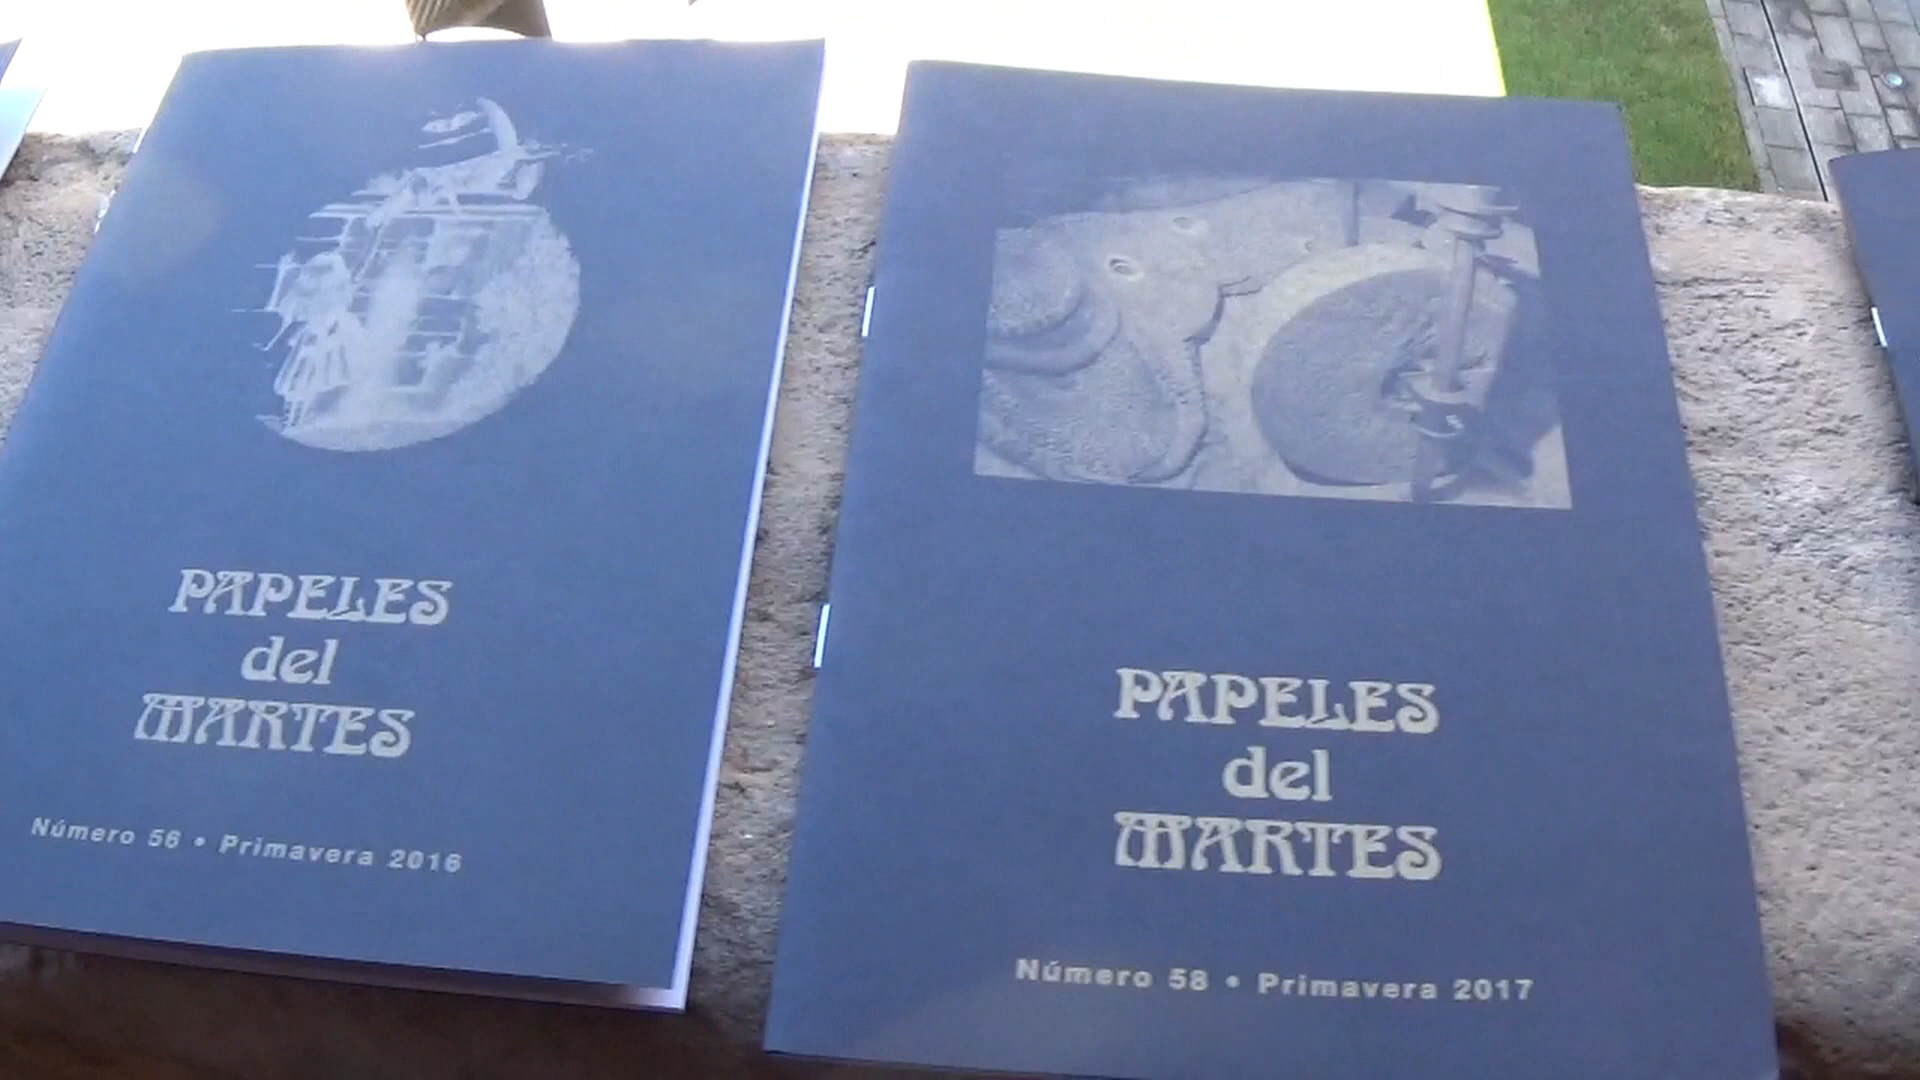 PAPELES
del
MARTES
Número 56 • Primavera 2016
PAPELES
del
MARTES
Número 58 • Primavera 2017